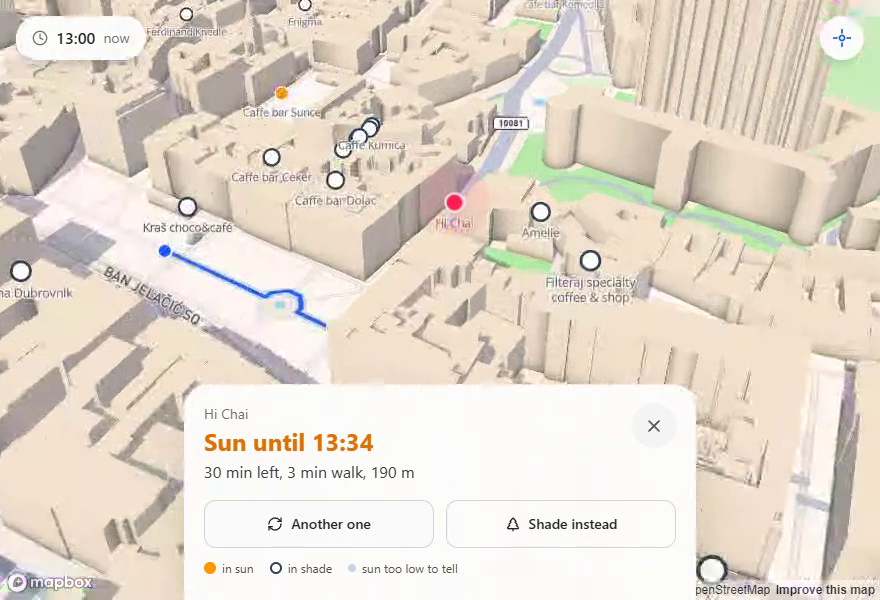 13:00 now
Ferdinand Knedle
Enigma
caffe bar Komedija
Caffe bar Sunce
10081
Caffe Kumica
Caffe bar Ceker
Caffe bar Dolac
Kraš choco&cafe
Hi Chai
Amelie
Filteraj specialty
coffee & shop
na Dubrovnik
BAN JELAČIĆ SQ
Hi Chai
Sun until 13:34
30 min left, 3 min walk, 190 m
Another one
Shade instead
in sun
in shade
sun too low to tell
mapbox
penStreetMap Improve this map